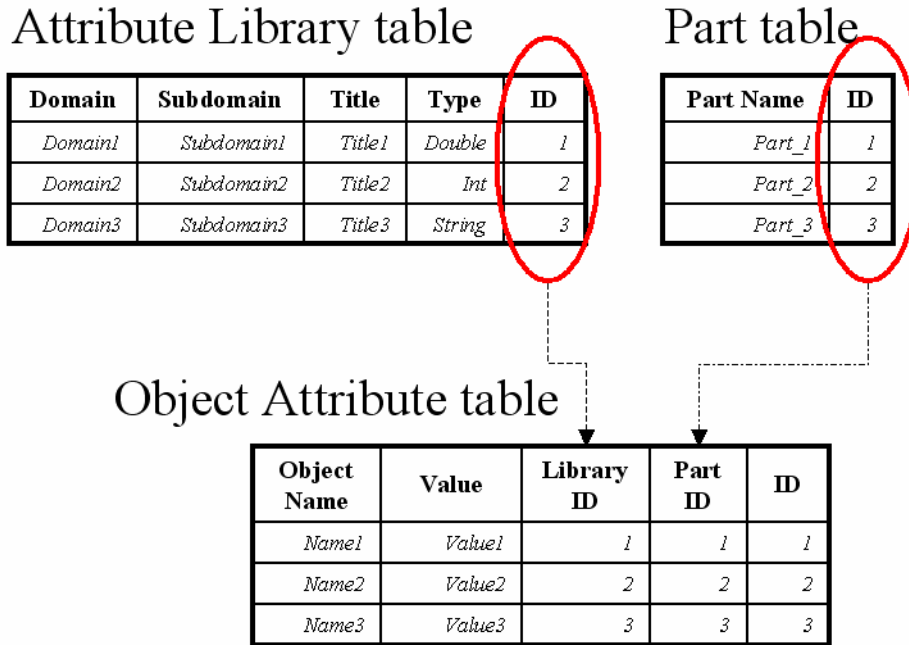 Attribute Library table
Part table
Domain Subdomain Title Type ID
Domain1 Subdomain1 Title1 Double 1
Domain2 Subdomain2 Title2 Int 2
Domain3 Subdomain3 Title3 String 3
Part Name ID
Part_1 1
Part_2 2
Part_3 3
Object Attribute table
Object Name Value Library ID Part ID ID
Name1 Value1 1 1 1
Name2 Value2 2 2 2
Name3 Value3 3 3 3